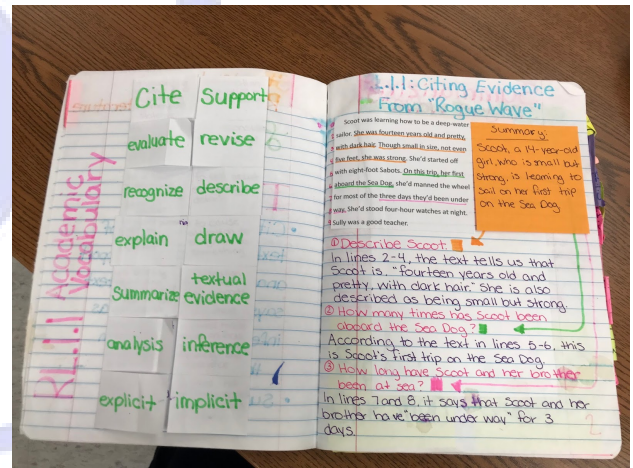 RL.1.1 Academic
Vocabulary
Cite Support
evaluate revise
recognize describe
explain draw
summarize textual evidence
analysis inference
explicit implicit
1.1.1: Citing Evidence
From "Rogue Wave"
Scoot was learning how to be a deep-water
sailor. She was fourteen years old and pretty,
with dark hair. Though small in size, not even
five feet, she was strong. She'd started off
with eight-foot Sabots. On this trip, her first
aboard the Sea Dog, she'd manned the wheel
for most of the three days they'd been under
way. She'd stood four-hour watches at night.
Sully was a good teacher.
Summary:
Scoot, a 14-year-old
girl, who is small but
strong, is learning to
sail on her first trip
on the Sea Dog
① Describe Scoot.
In lines 2-4, the text tells us that
Scoot is, "fourteen years old and
pretty, with dark hair." She is also
described as being small but strong.
② How many times has Scoot been
aboard the Sea Dog?
According to the text in lines 5-6, this
is Scoot's first trip on the Sea Dog.
③ How long have Scoot and her brother
been at sea?
In lines 7 and 8, it says that Scoot and her
brother have "been under way" for 3
days.